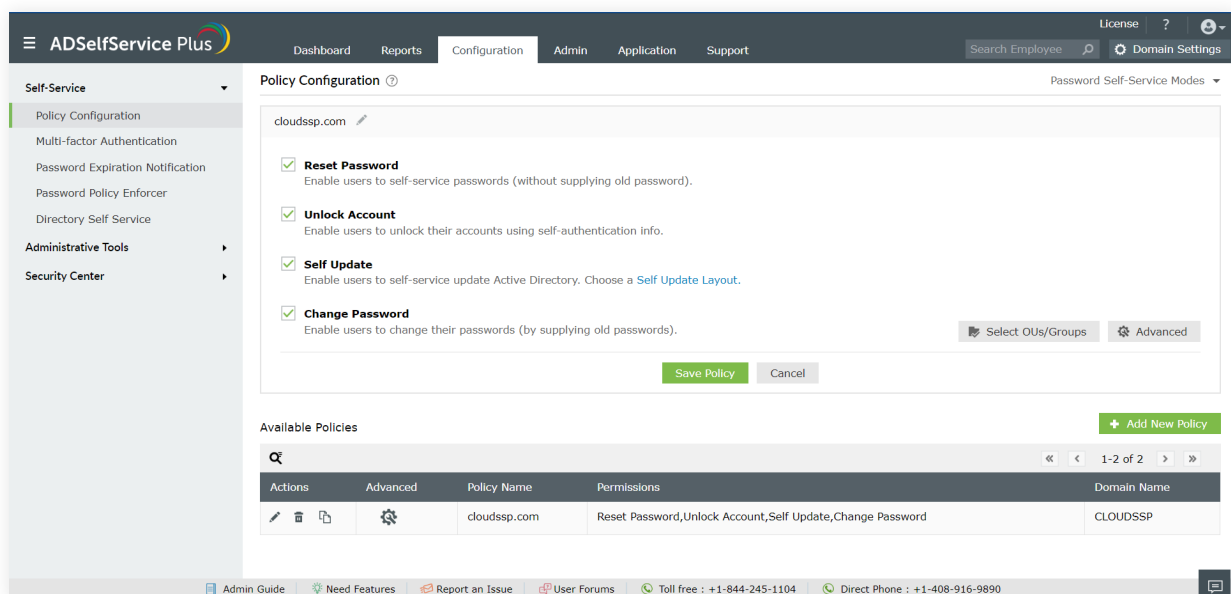 License ?
ADSelfService Plus
Dashboard Reports Configuration Admin Application Support
Search Employee Domain Settings
Self-Service
Policy Configuration
Multi-factor Authentication
Password Expiration Notification
Password Policy Enforcer
Directory Self Service
Administrative Tools
Security Center
Policy Configuration ?
Password Self-Service Modes
cloudssp.com
Reset Password
Enable users to self-service passwords (without supplying old password).
Unlock Account
Enable users to unlock their accounts using self-authentication info.
Self Update
Enable users to self-service update Active Directory. Choose a Self Update Layout.
Change Password
Enable users to change their passwords (by supplying old passwords).
Select OUs/Groups Advanced
Save Policy Cancel
Available Policies
Add New Policy
1-2 of 2
Actions Advanced Policy Name Permissions Domain Name
cloudssp.com Reset Password,Unlock Account,Self Update,Change Password CLOUDSSP
Admin Guide Need Features Report an Issue User Forums Toll free : +1-844-245-1104 Direct Phone : +1-408-916-9890